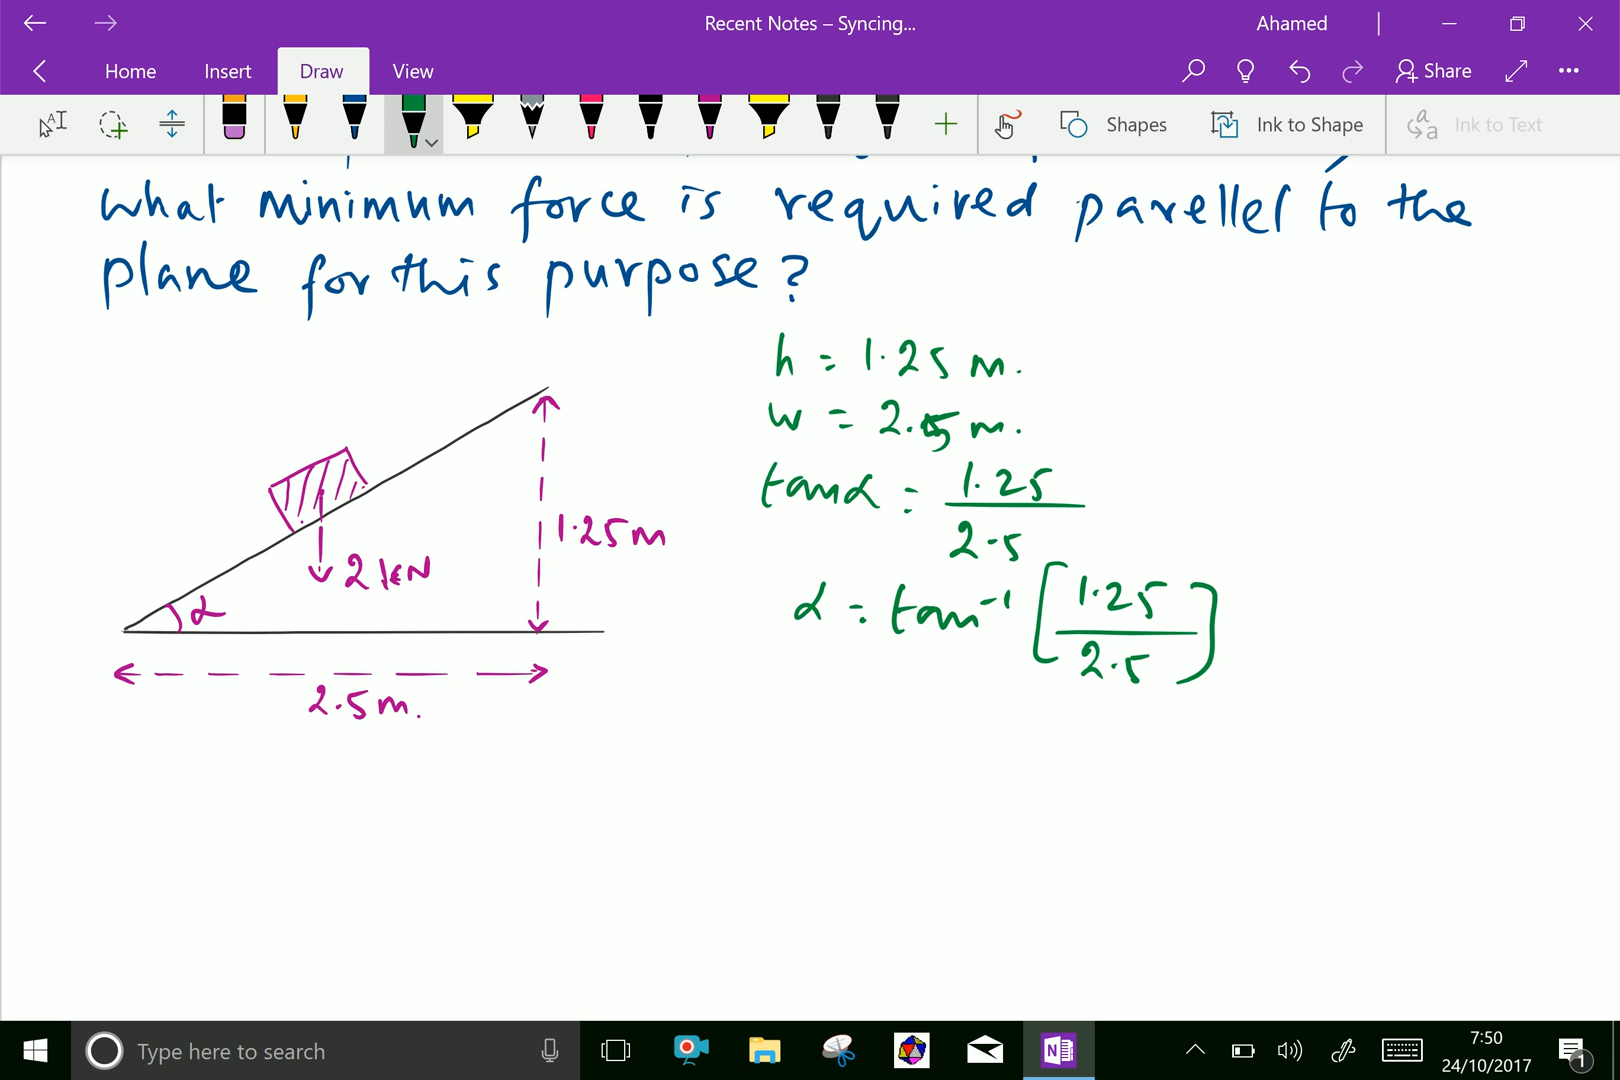 Recent Notes – Syncing...
Ahamed
Home Insert Draw View
Share
Shapes
Ink to Shape
Ink to Text
what minimum force is required parellel to the
plane for this purpose?
h = 1.25 m.
w = 2.5 m.
tanα = 1.25
2.5
α = tan⁻¹ [1.25
2.5]
1.25 m
2 kN
α
2.5 m.
Type here to search
7:50
24/10/2017
1